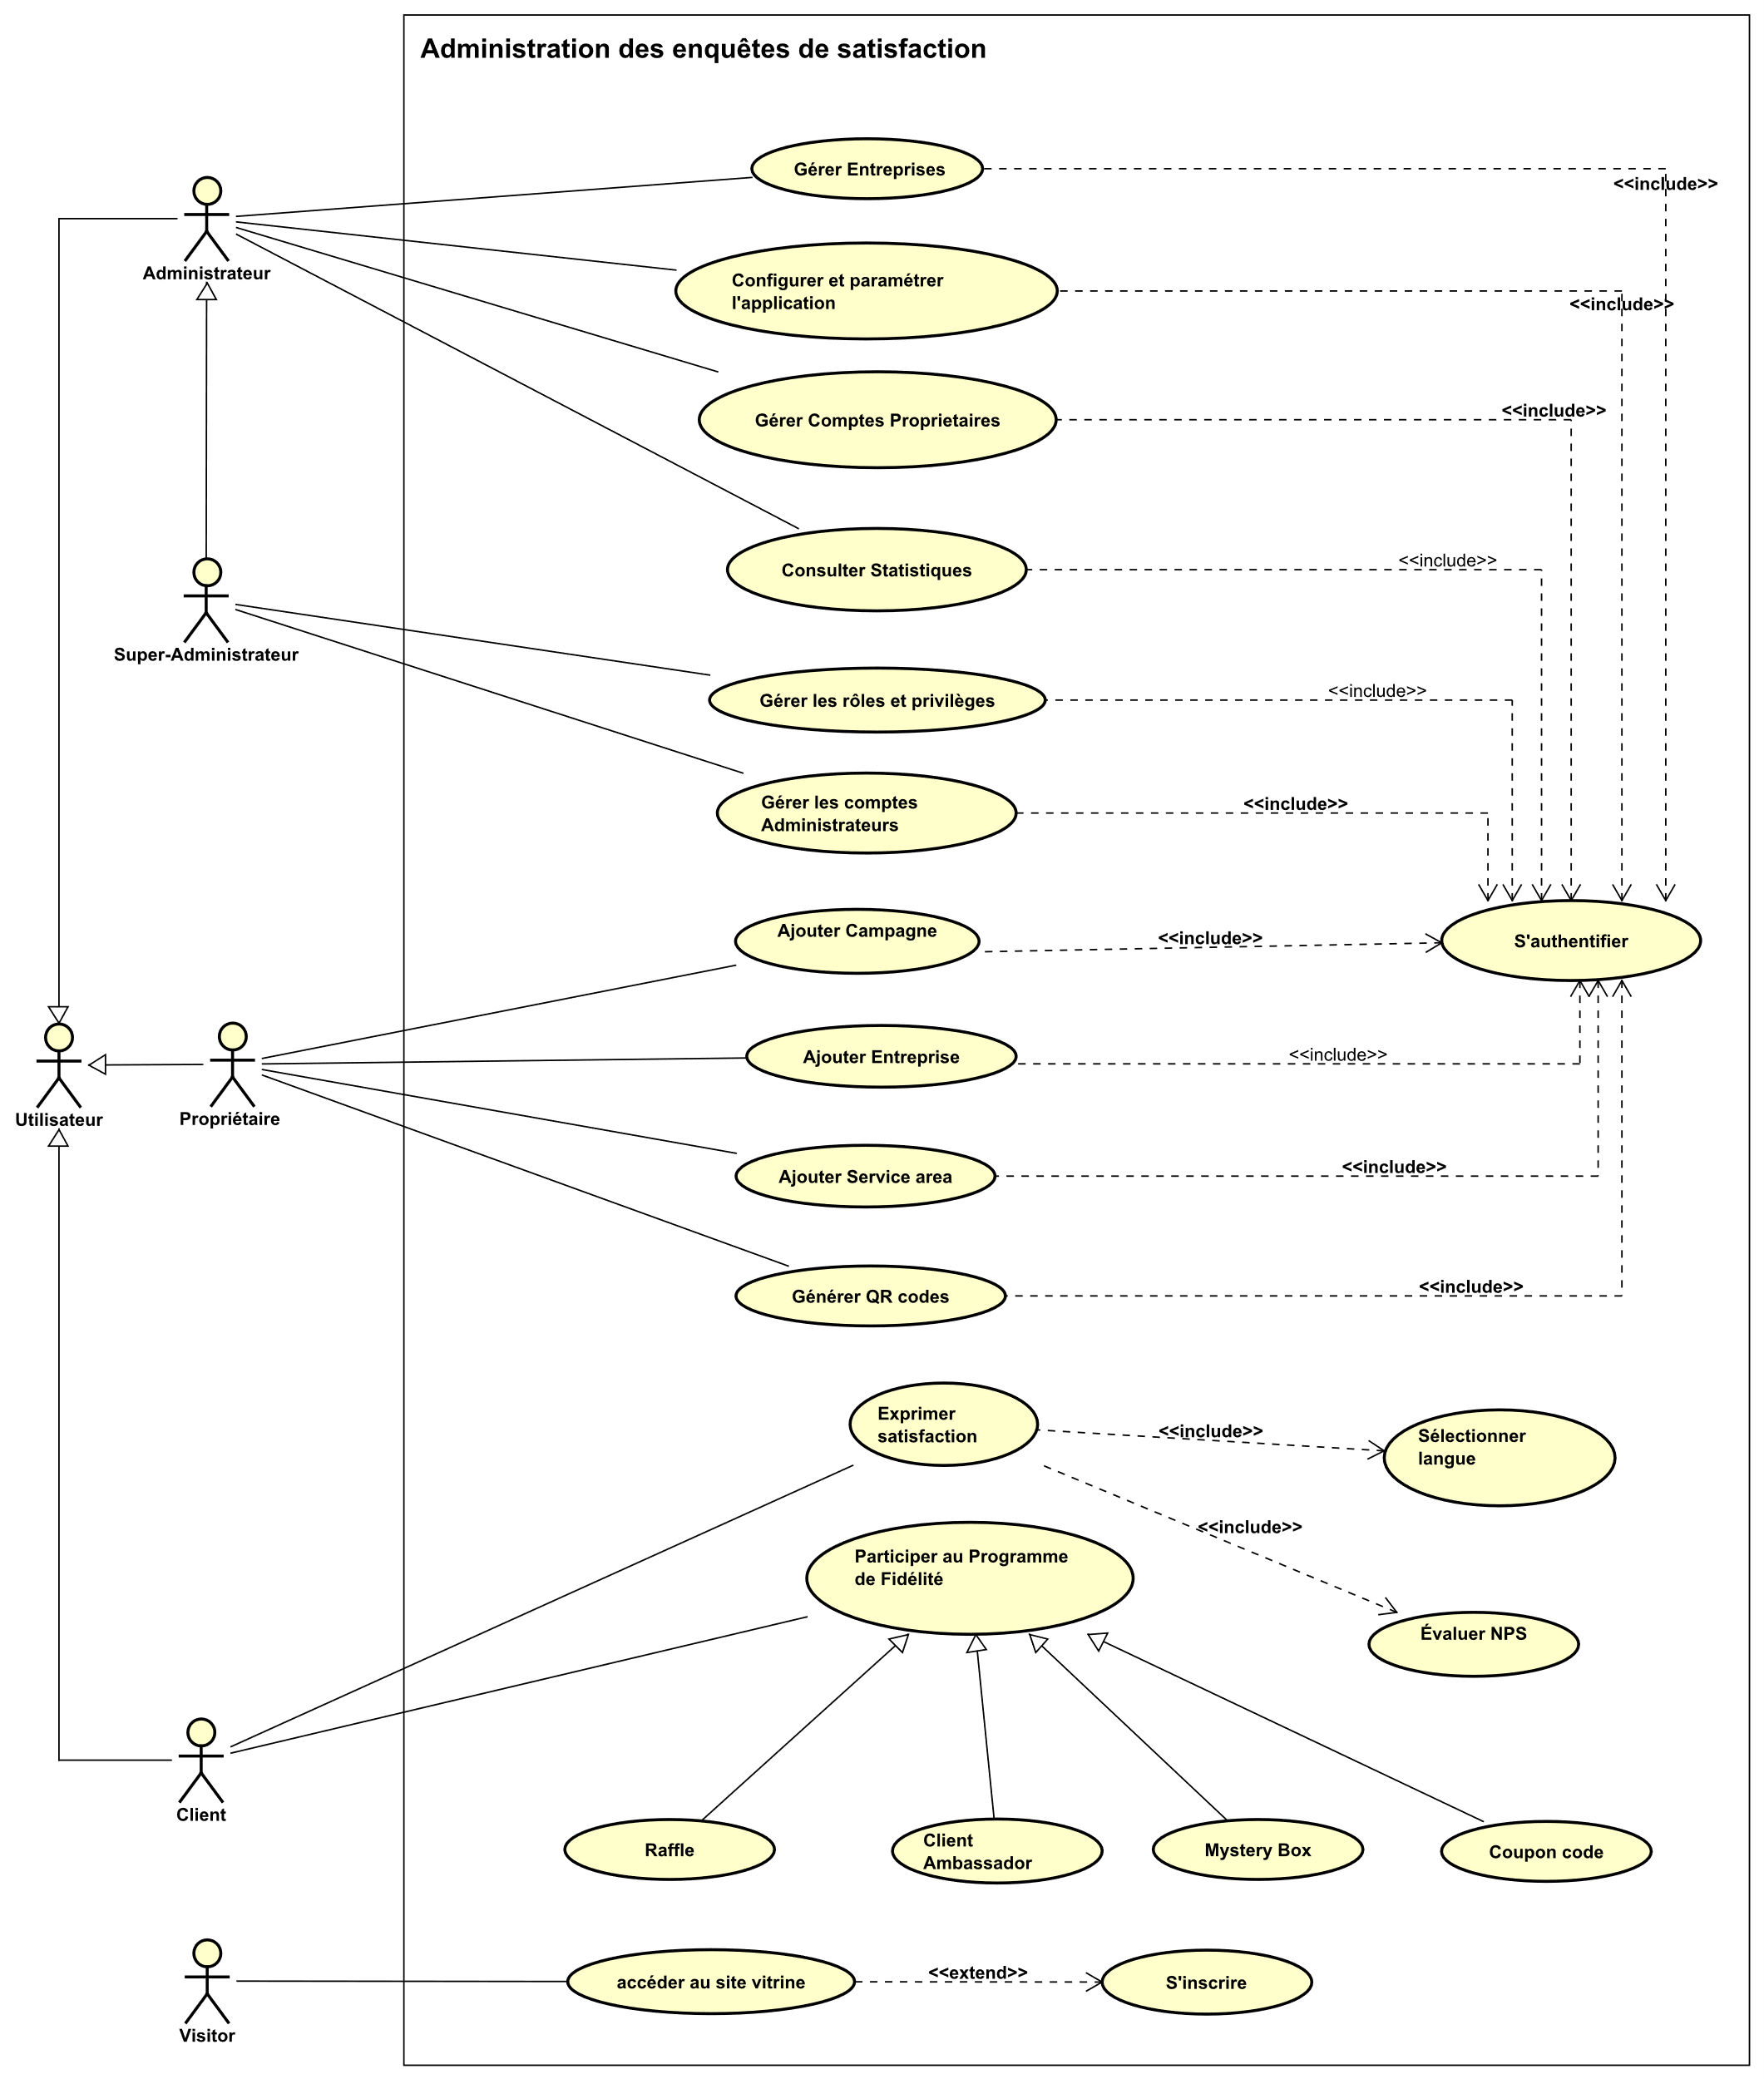 Administration des enquêtes de satisfaction
Gérer Entreprises
<<include>>
Administrateur
Configurer et paramétrer
l'application
<<include>>
Gérer Comptes Proprietaires
<<include>>
Consulter Statistiques
<<include>>
Super-Administrateur
Gérer les rôles et privilèges
<<include>>
Gérer les comptes
Administrateurs
<<include>>
Ajouter Campagne
<<include>>
S'authentifier
Utilisateur
Propriétaire
Ajouter Entreprise
<<include>>
Ajouter Service area
<<include>>
Générer QR codes
<<include>>
Exprimer
satisfaction
<<include>>
Sélectionner
langue
<<include>>
Participer au Programme
de Fidélité
Évaluer NPS
Client
Raffle
Client
Ambassador
Mystery Box
Coupon code
Visitor
accéder au site vitrine
<<extend>>
S'inscrire